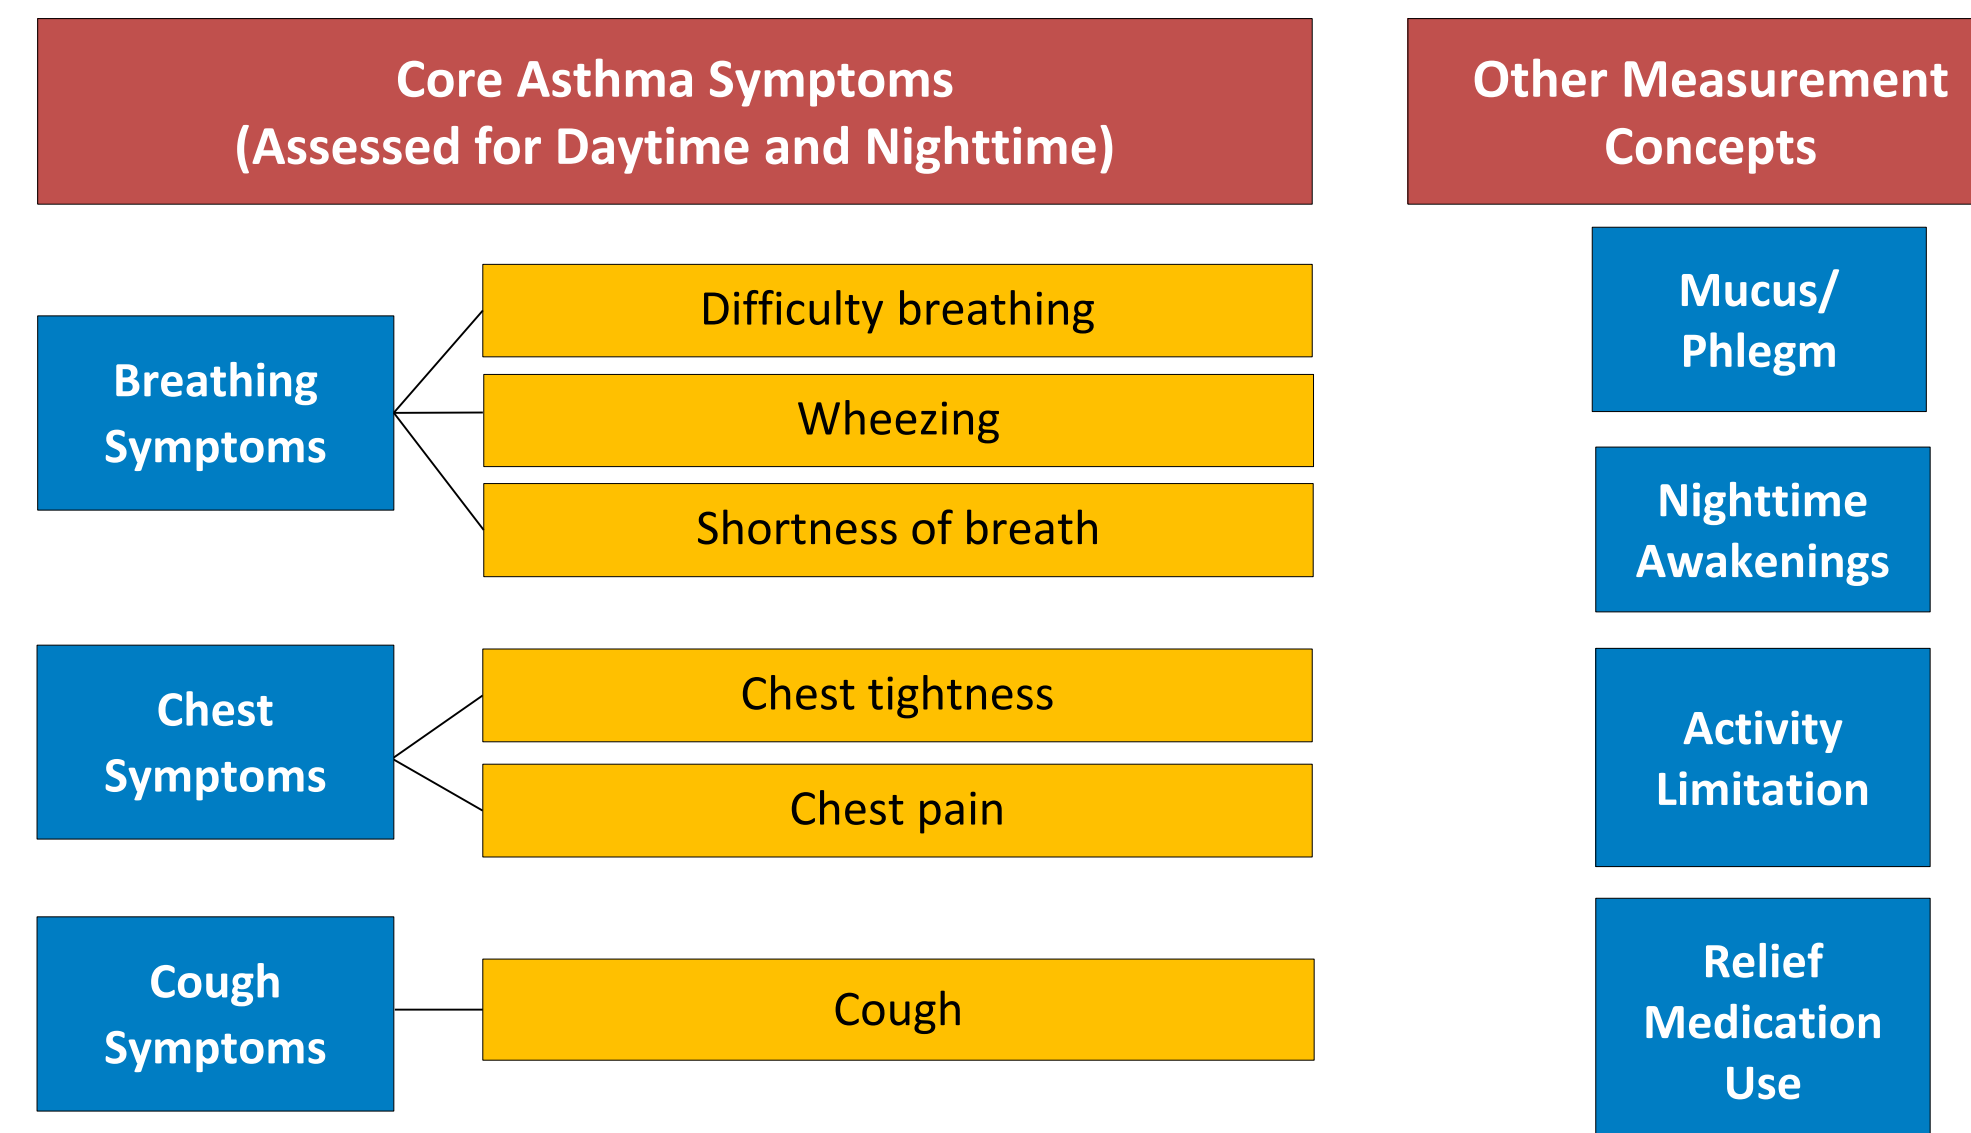 Core Asthma Symptoms
(Assessed for Daytime and Nighttime)
Breathing
Symptoms
Difficulty breathing
Wheezing
Shortness of breath
Chest
Symptoms
Chest tightness
Chest pain
Cough
Symptoms
Cough
Other Measurement
Concepts
Mucus/
Phlegm
Nighttime
Awakenings
Activity
Limitation
Relief
Medication
Use